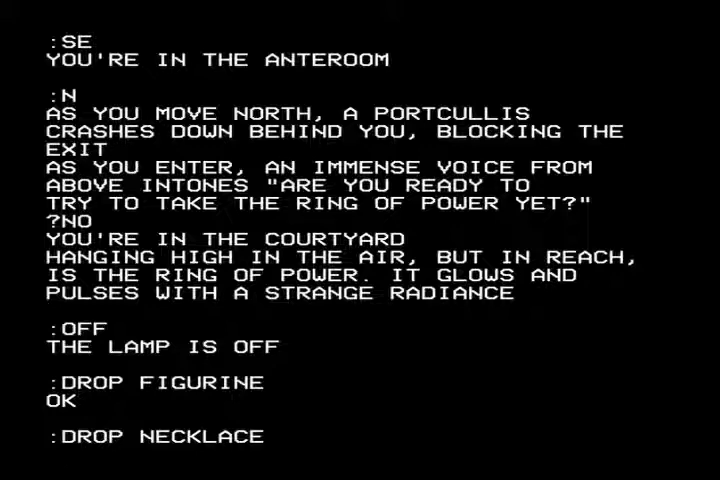 :SE
YOU'RE IN THE ANTEROOM
:N
AS YOU MOVE NORTH, A PORTCULLIS
CRASHES DOWN BEHIND YOU, BLOCKING THE
EXIT
AS YOU ENTER, AN IMMENSE VOICE FROM
ABOVE INTONES "ARE YOU READY TO
TRY TO TAKE THE RING OF POWER YET?"
?NO
YOU'RE IN THE COURTYARD
HANGING HIGH IN THE AIR, BUT IN REACH,
IS THE RING OF POWER. IT GLOWS AND
PULSES WITH A STRANGE RADIANCE
:OFF
THE LAMP IS OFF
:DROP FIGURINE
OK
:DROP NECKLACE